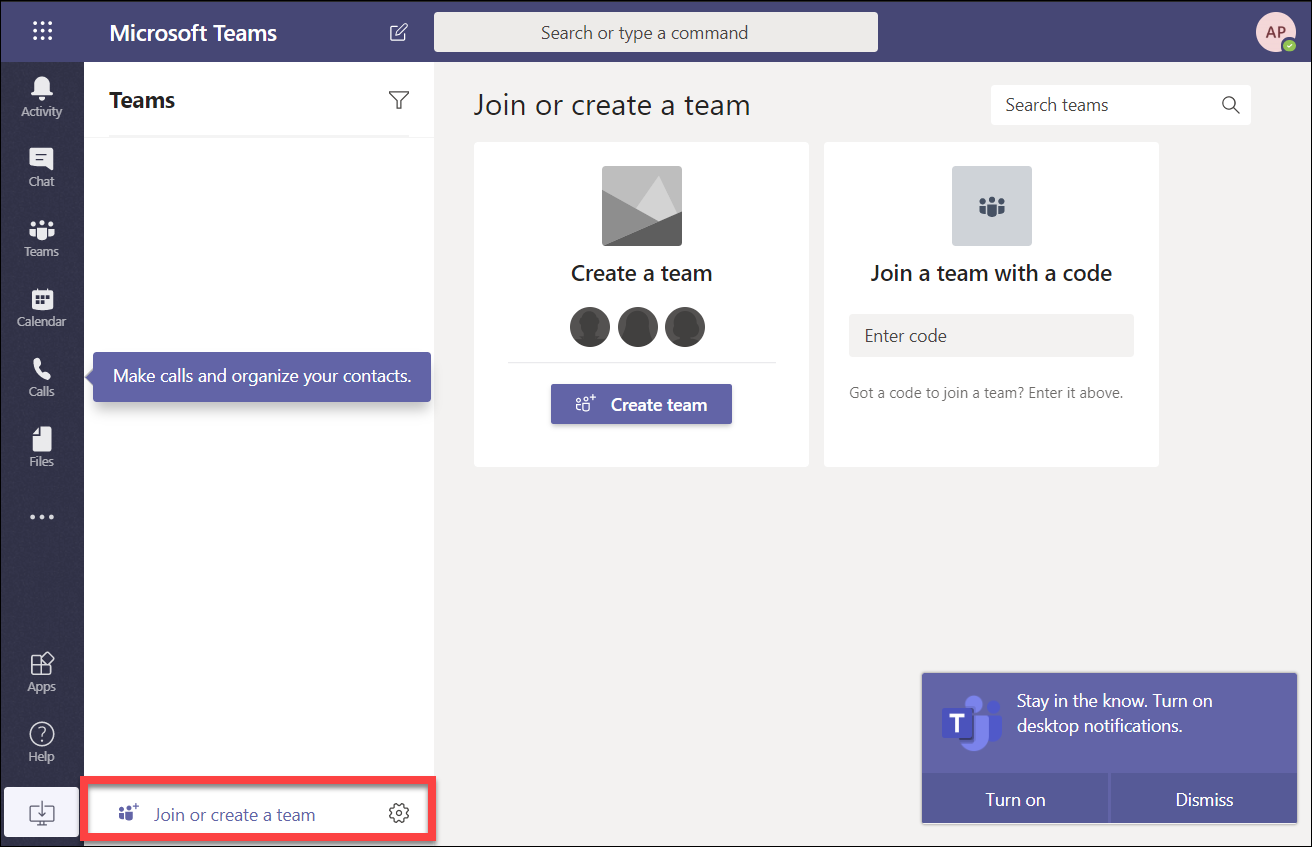 Microsoft Teams
Search or type a command
AP
Activity
Chat
Teams
Calendar
Calls
Files
Apps
Help
Teams
Make calls and organize your contacts.
Join or create a team
Join or create a team
Search teams
Create a team
Create team
Join a team with a code
Enter code
Got a code to join a team? Enter it above.
T
Stay in the know. Turn on
desktop notifications.
Turn on
Dismiss